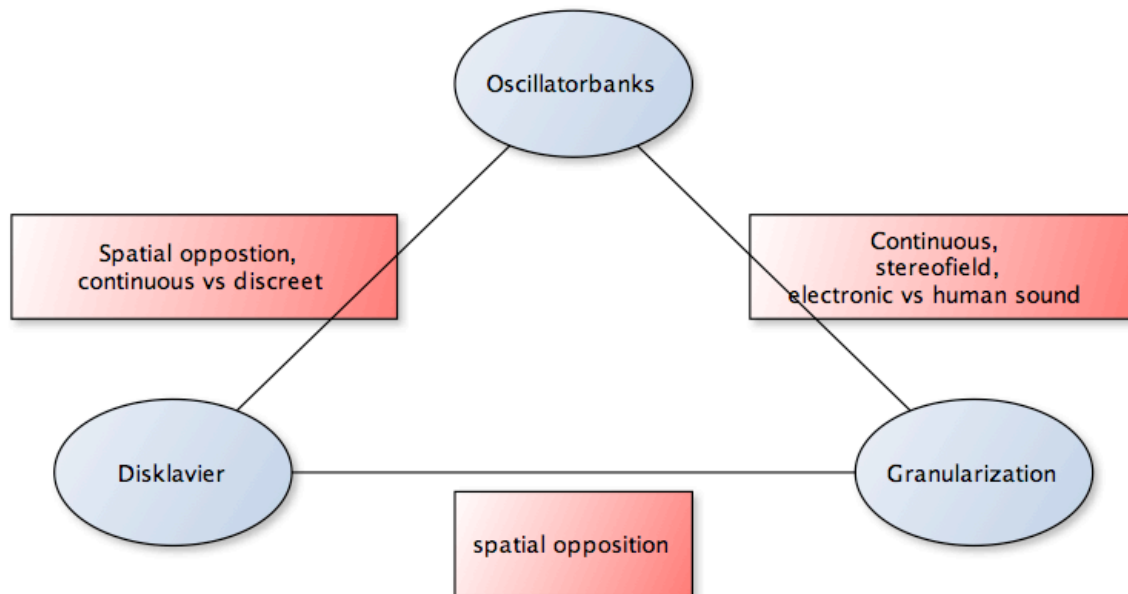 Oscillatorbanks
Spatial oppostion,
continuous vs discreet
Continuous,
stereofield,
electronic vs human sound
Disklavier
Granularization
spatial opposition